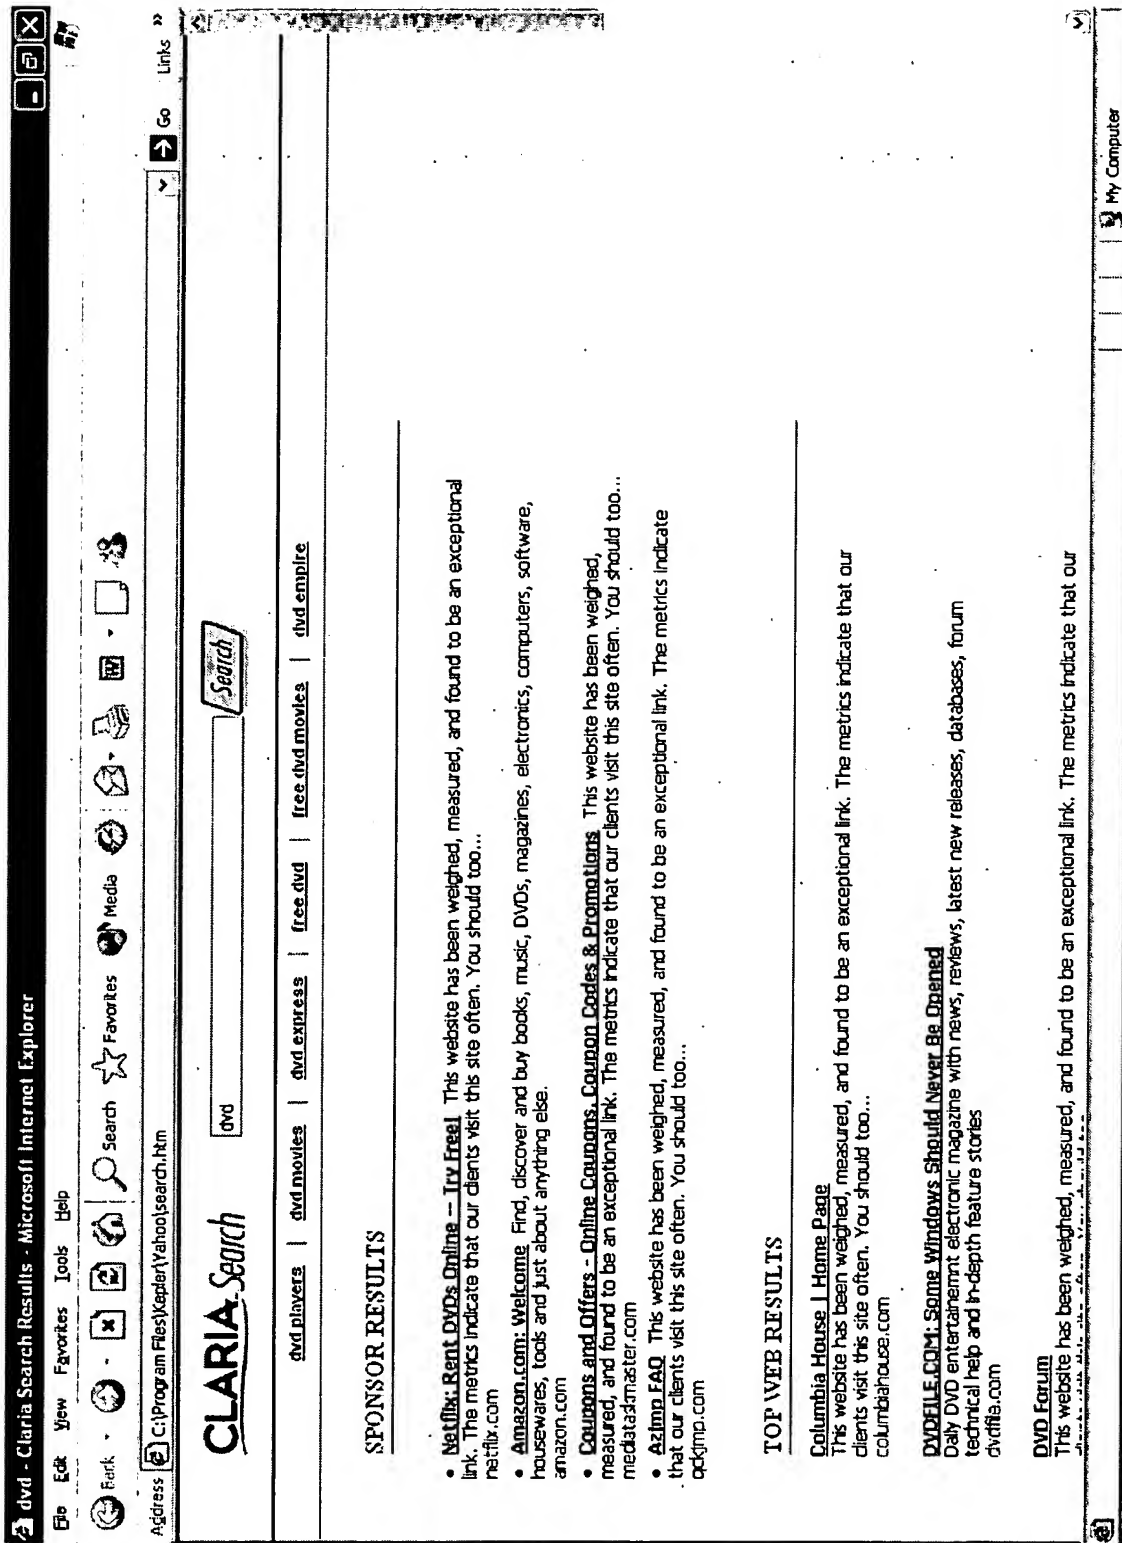 dvd - Claria Search Results - Microsoft Internet Explorer
File Edit View Favorites Tools Help
Back Search Favorites Media
Address C:\Program Files\Kepler\Yahoo\search.htm Go Links »
CLARIA Search dvd Search
dvd players | dvd movies | dvd express | free dvd | free dvd movies | dvd empire
SPONSOR RESULTS
• Netflix: Rent DVDs Online -- Try Free! This website has been weighed, measured, and found to be an exceptional
link. The metrics indicate that our clients visit this site often. You should too...
netflix.com
• Amazon.com: Welcome Find, discover and buy books, music, DVDs, magazines, electronics, computers, software,
housewares, tools and just about anything else.
amazon.com
• Coupons and Offers - Online Coupons, Coupon Codes & Promotions This website has been weighed,
measured, and found to be an exceptional link. The metrics indicate that our clients visit this site often. You should too...
mediataskmaster.com
• Azjmp FAQ This website has been weighed, measured, and found to be an exceptional link. The metrics indicate
that our clients visit this site often. You should too...
qckjmp.com
TOP WEB RESULTS
Columbia House | Home Page
This website has been weighed, measured, and found to be an exceptional link. The metrics indicate that our
clients visit this site often. You should too...
columbiahouse.com
DVDFILE.COM: Some Windows Should Never Be Opened
Daily DVD entertainemnt electronic magazine with news, reviews, latest new releases, databases, forum
technical help and in-depth feature stories
dvdfile.com
DVD Forum
This website has been weighed, measured, and found to be an exceptional link. The metrics indicate that our
My Computer